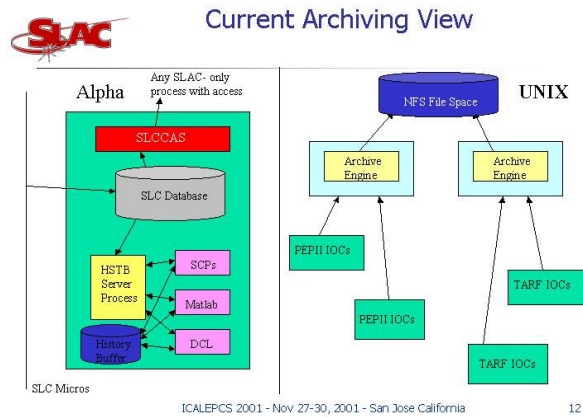 SLAC
Current Archiving View
Alpha
Any SLAC- only
process with access
SLCCAS
SLC Database
HSTB
Server
Process
SCPs
Matlab
DCL
History
Buffer
SLC Micros
UNIX
NFS File Space
Archive
Engine
Archive
Engine
PEPII IOCs
PEPII IOCs
TARF IOCs
TARF IOCs
ICALEPCS 2001 - Nov 27-30, 2001 - San Jose California
12